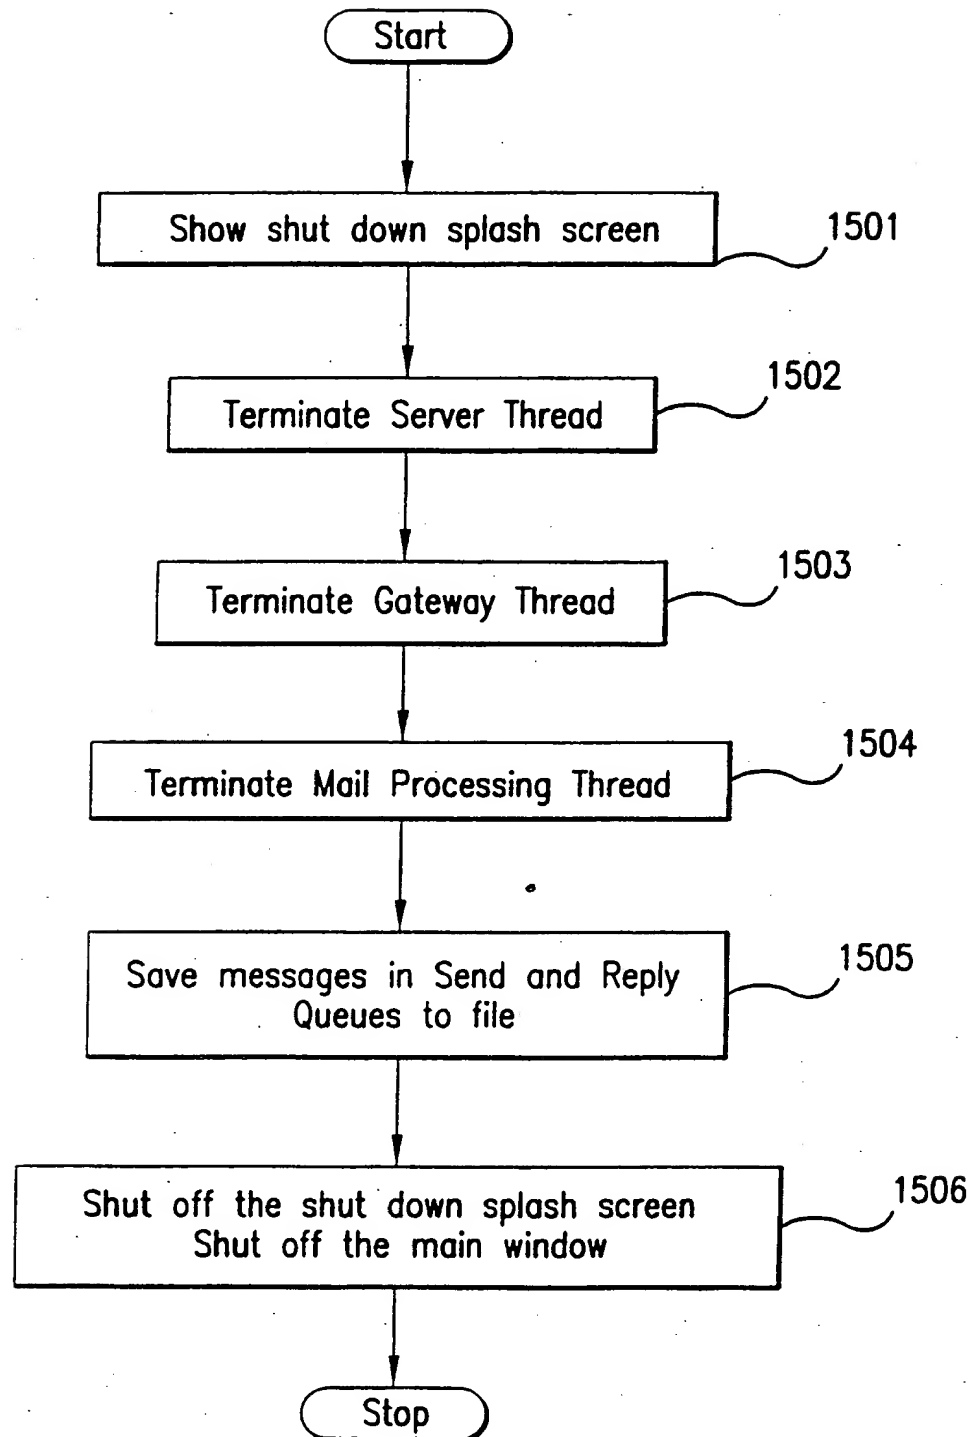 Start
Show shut down splash screen
1501
1502
Terminate Server Thread
1503
Terminate Gateway Thread
1504
Terminate Mail Processing Thread
1505
Save messages in Send and Reply
Queues to file
1506
Shut off the shut down splash screen
Shut off the main window
Stop